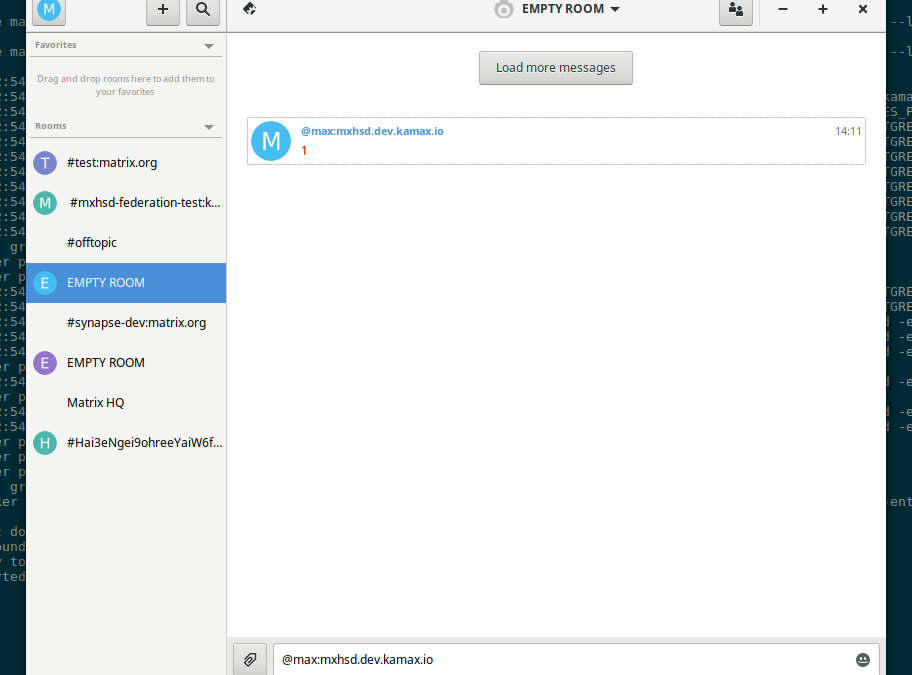 M
EMPTY ROOM
Favorites
Drag and drop rooms here to add them to
your favorites
Rooms
T #test:matrix.org
M #mxhsd-federation-test:k...
#offtopic
E EMPTY ROOM
#synapse-dev:matrix.org
E EMPTY ROOM
Matrix HQ
H #Hai3eNgei9ohreeYaiW6f...
Load more messages
M
@max:mxhsd.dev.kamax.io 14:11
1
@max:mxhsd.dev.kamax.io